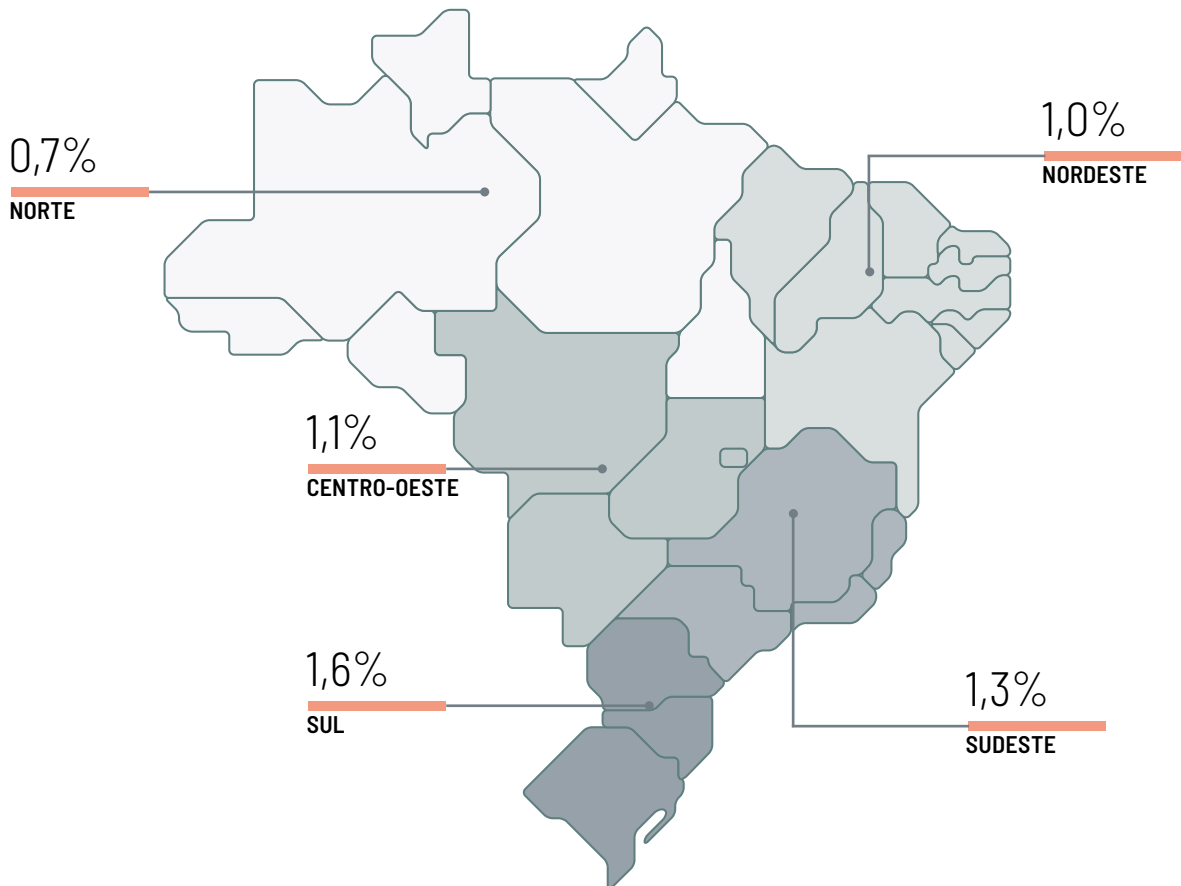 1,0%
NORDESTE
0,7%
NORTE
1,1%
CENTRO-OESTE
1,6%
SUL
1,3%
SUDESTE